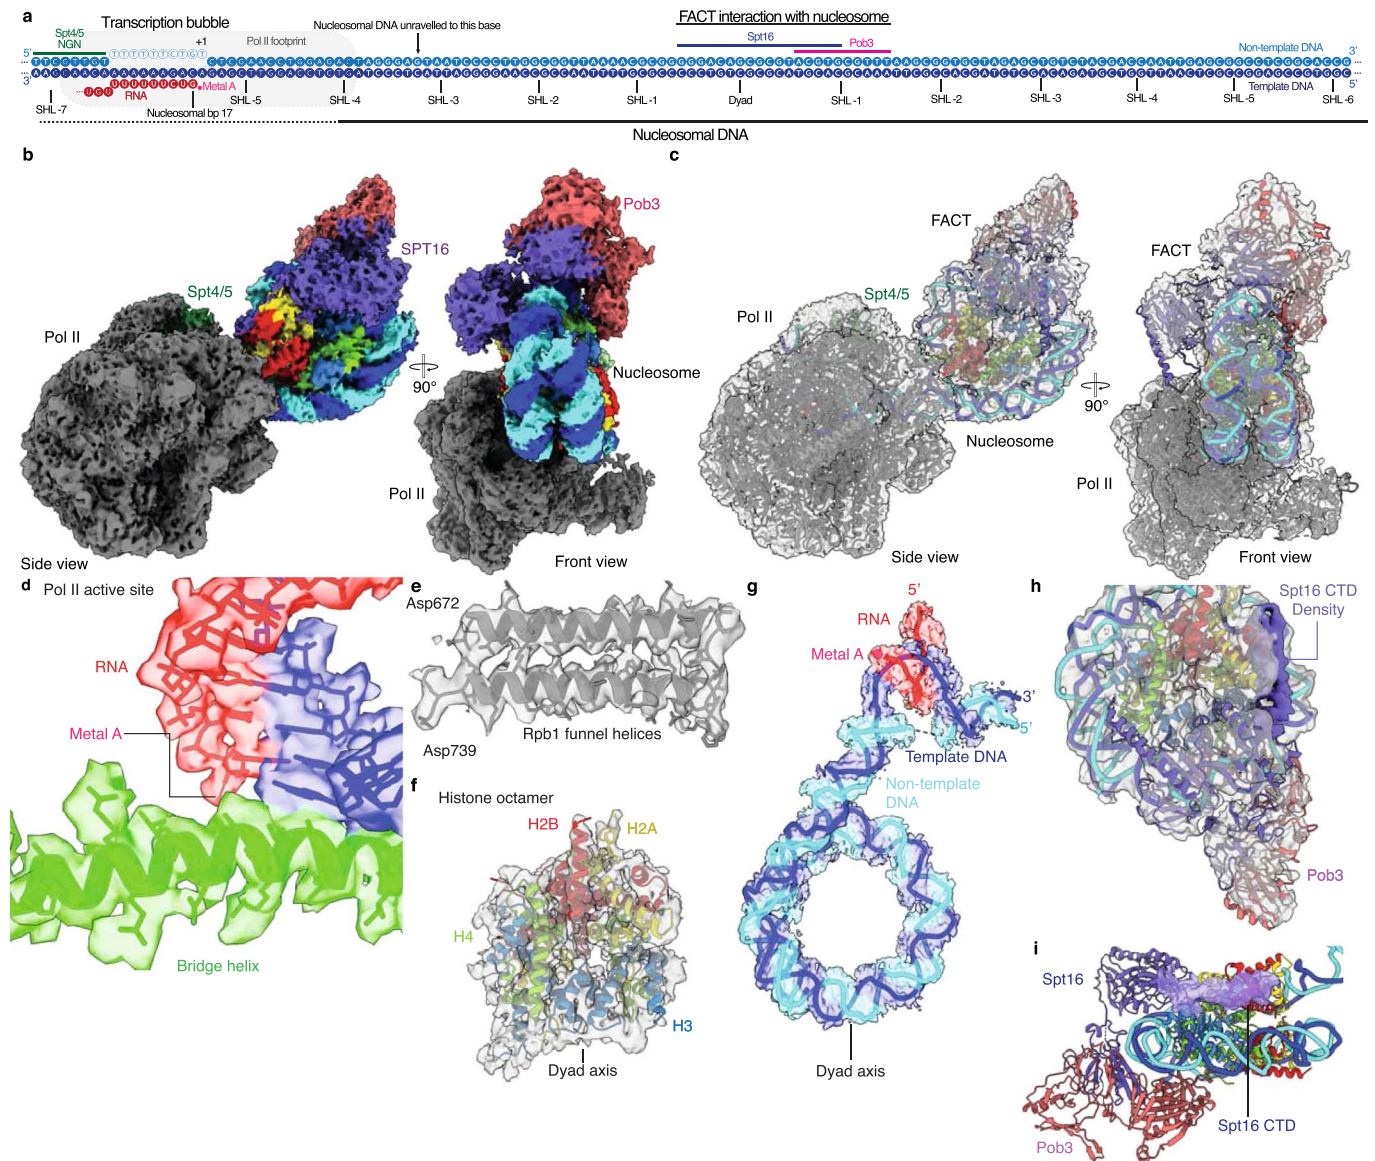 a
Transcription bubble
FACT interaction with nucleosome
Spt4/5
NGN
Nucleosomal DNA unravelled to this base
+1
Pol II footprint
Spt16
Pob3
Non-template DNA
5'
3'
TTTTTTCTGT
3'
5'
UUUUUUCUG
UGU
RNA
Metal A
Template DNA
SHL -7
Nucleosomal bp 17
SHL -5
SHL -4
SHL -3
SHL -2
SHL -1
Dyad
SHL -1
SHL -2
SHL -3
SHL -4
SHL -5
SHL -6
Nucleosomal DNA
b
Pob3
SPT16
Spt4/5
Pol II
90°
Nucleosome
Pol II
Side view
Front view
c
FACT
FACT
Spt4/5
Pol II
90°
Nucleosome
Pol II
Side view
Front view
d
Pol II active site
RNA
Metal A
Bridge helix
e
Asp672
Asp739
Rpb1 funnel helices
f
Histone octamer
H2B
H2A
H4
H3
Dyad axis
g
5’
RNA
Metal A
3’
5’
Template DNA
Non-template
DNA
Dyad axis
h
Spt16 CTD
Density
Pob3
i
Spt16
Spt16 CTD
Pob3